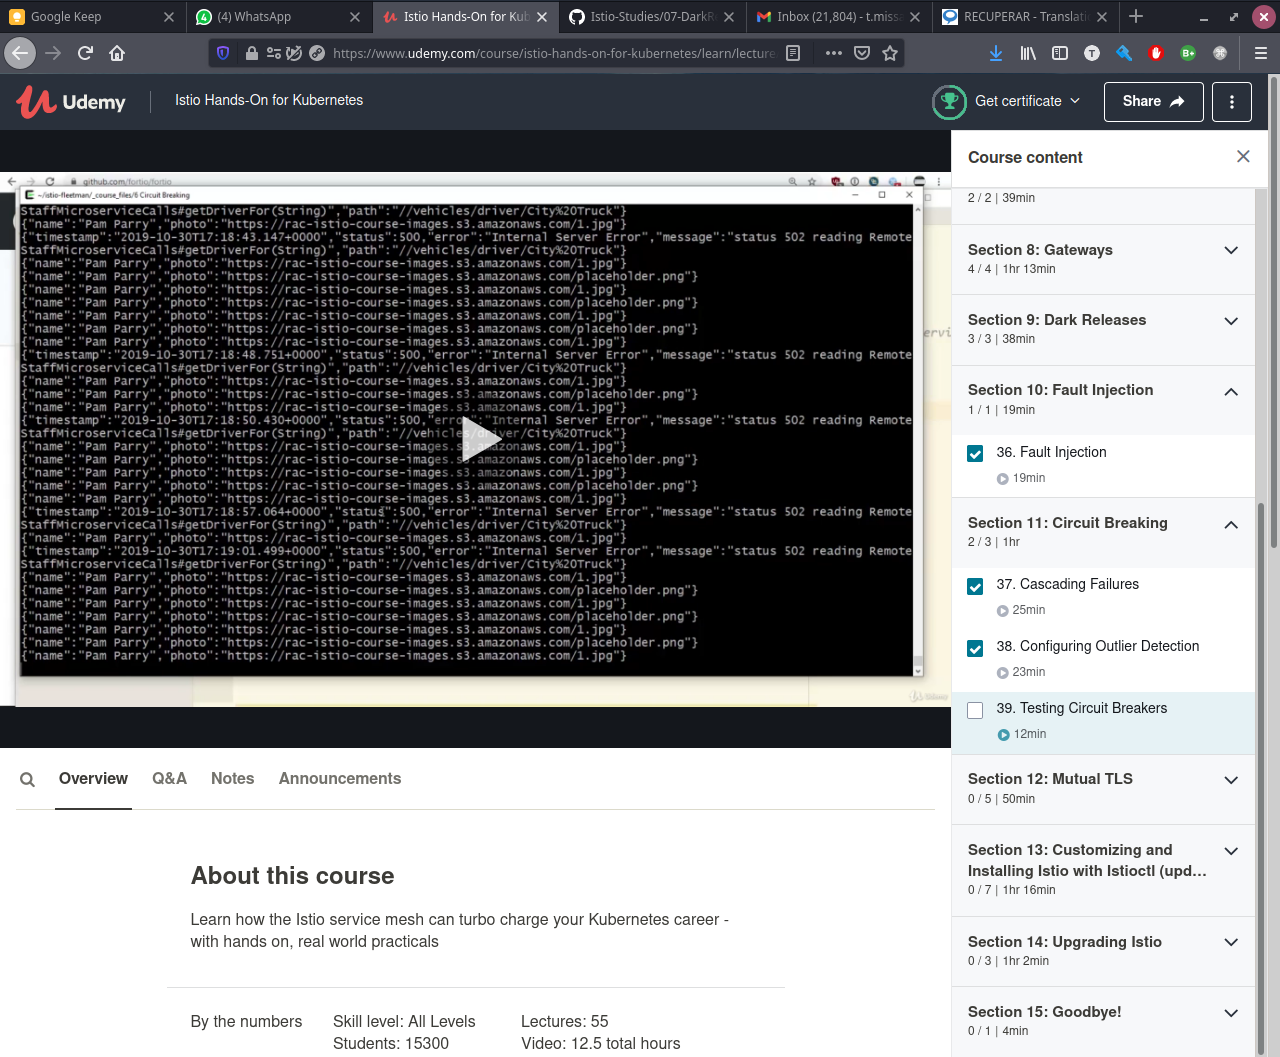 Google Keep
(4) WhatsApp
Istio Hands-On for Kub
Istio-Studies/07-DarkR
Inbox (21,804) - t.missa
RECUPERAR - Translati
https://www.udemy.com/course/istio-hands-on-for-kubernetes/learn/lecture
Udemy
Istio Hands-On for Kubernetes
Get certificate
Share
github.com/fortio/fortio
~/istio-fleetman/_course_files/6 Circuit Breaking
StaffMicroserviceCalls#getDriverFor(String)","path":"//vehicles/driver/City%20Truck"}
{"name":"Pam Parry","photo":"https://rac-istio-course-images.s3.amazonaws.com/1.jpg"}
{"timestamp":"2019-10-30T17:18:43.147+0000","status":500,"error":"Internal Server Error","message":"status 502 reading Remote
StaffMicroserviceCalls#getDriverFor(String)","path":"//vehicles/driver/City%20Truck"}
{"name":"Pam Parry","photo":"https://rac-istio-course-images.s3.amazonaws.com/1.jpg"}
{"name":"Pam Parry","photo":"https://rac-istio-course-images.s3.amazonaws.com/placeholder.png"}
{"name":"Pam Parry","photo":"https://rac-istio-course-images.s3.amazonaws.com/1.jpg"}
{"name":"Pam Parry","photo":"https://rac-istio-course-images.s3.amazonaws.com/placeholder.png"}
{"name":"Pam Parry","photo":"https://rac-istio-course-images.s3.amazonaws.com/1.jpg"}
{"name":"Pam Parry","photo":"https://rac-istio-course-images.s3.amazonaws.com/placeholder.png"}
{"name":"Pam Parry","photo":"https://rac-istio-course-images.s3.amazonaws.com/1.jpg"}
{"timestamp":"2019-10-30T17:18:48.751+0000","status":500,"error":"Internal Server Error","message":"status 502 reading Remote
StaffMicroserviceCalls#getDriverFor(String)","path":"//vehicles/driver/City%20Truck"}
{"name":"Pam Parry","photo":"https://rac-istio-course-images.s3.amazonaws.com/1.jpg"}
{"name":"Pam Parry","photo":"https://rac-istio-course-images.s3.amazonaws.com/placeholder.png"}
{"name":"Pam Parry","photo":"https://rac-istio-course-images.s3.amazonaws.com/1.jpg"}
{"timestamp":"2019-10-30T17:18:50.430+0000","status":500,"error":"Internal Server Error","message":"status 502 reading Remote
StaffMicroserviceCalls#getDriverFor(String)","path":"//vehicles/driver/City%20Truck"}
{"name":"Pam Parry","photo":"https://rac-istio-course-images.s3.amazonaws.com/1.jpg"}
{"name":"Pam Parry","photo":"https://rac-istio-course-images.s3.amazonaws.com/placeholder.png"}
{"name":"Pam Parry","photo":"https://rac-istio-course-images.s3.amazonaws.com/1.jpg"}
{"name":"Pam Parry","photo":"https://rac-istio-course-images.s3.amazonaws.com/placeholder.png"}
{"name":"Pam Parry","photo":"https://rac-istio-course-images.s3.amazonaws.com/1.jpg"}
{"timestamp":"2019-10-30T17:18:57.064+0000","status":500,"error":"Internal Server Error","message":"status 502 reading Remote
StaffMicroserviceCalls#getDriverFor(String)","path":"//vehicles/driver/City%20Truck"}
{"name":"Pam Parry","photo":"https://rac-istio-course-images.s3.amazonaws.com/1.jpg"}
{"timestamp":"2019-10-30T17:19:01.499+0000","status":500,"error":"Internal Server Error","message":"status 502 reading Remote
StaffMicroserviceCalls#getDriverFor(String)","path":"//vehicles/driver/City%20Truck"}
{"name":"Pam Parry","photo":"https://rac-istio-course-images.s3.amazonaws.com/1.jpg"}
{"name":"Pam Parry","photo":"https://rac-istio-course-images.s3.amazonaws.com/placeholder.png"}
{"name":"Pam Parry","photo":"https://rac-istio-course-images.s3.amazonaws.com/1.jpg"}
{"name":"Pam Parry","photo":"https://rac-istio-course-images.s3.amazonaws.com/placeholder.png"}
{"name":"Pam Parry","photo":"https://rac-istio-course-images.s3.amazonaws.com/placeholder.png"}
{"name":"Pam Parry","photo":"https://rac-istio-course-images.s3.amazonaws.com/1.jpg"}
Udemy
Course content
2 / 2 | 39min
Section 8: Gateways
4 / 4 | 1hr 13min
Section 9: Dark Releases
3 / 3 | 38min
Section 10: Fault Injection
1 / 1 | 19min
36. Fault Injection
19min
Section 11: Circuit Breaking
2 / 3 | 1hr
37. Cascading Failures
25min
38. Configuring Outlier Detection
23min
39. Testing Circuit Breakers
12min
Section 12: Mutual TLS
0 / 5 | 50min
Section 13: Customizing and
Installing Istio with Istioctl (upd...
0 / 7 | 1hr 16min
Section 14: Upgrading Istio
0 / 3 | 1hr 2min
Section 15: Goodbye!
0 / 1 | 4min
Overview
Q&A
Notes
Announcements
About this course
Learn how the Istio service mesh can turbo charge your Kubernetes career -
with hands on, real world practicals
By the numbers
Skill level: All Levels
Students: 15300
Lectures: 55
Video: 12.5 total hours